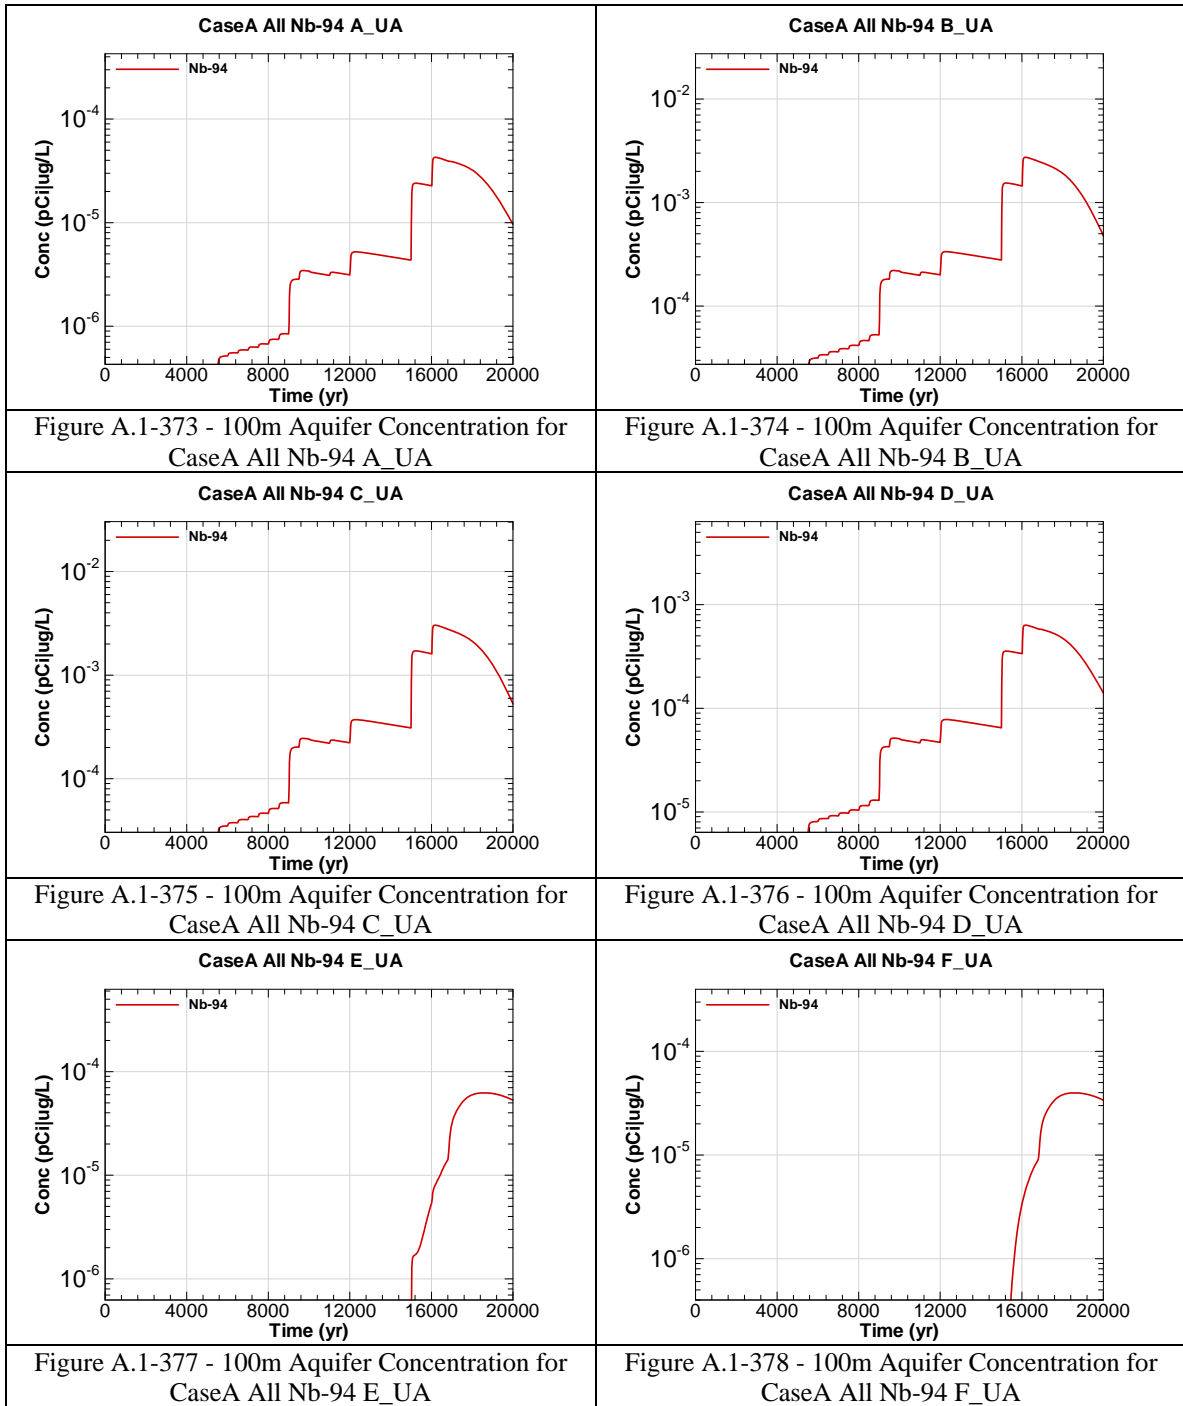 CaseA All Nb-94 A_UA
Nb-94
Conc (pCi|ug/L)
10-4
10-5
10-6
0 4000 8000 12000 16000 20000
Time (yr)
Figure A.1-373 - 100m Aquifer Concentration for
CaseA All Nb-94 A_UA
CaseA All Nb-94 B_UA
Nb-94
Conc (pCi|ug/L)
10-2
10-3
10-4
0 4000 8000 12000 16000 20000
Time (yr)
Figure A.1-374 - 100m Aquifer Concentration for
CaseA All Nb-94 B_UA
CaseA All Nb-94 C_UA
Nb-94
Conc (pCi|ug/L)
10-2
10-3
10-4
0 4000 8000 12000 16000 20000
Time (yr)
Figure A.1-375 - 100m Aquifer Concentration for
CaseA All Nb-94 C_UA
CaseA All Nb-94 D_UA
Nb-94
Conc (pCi|ug/L)
10-3
10-4
10-5
0 4000 8000 12000 16000 20000
Time (yr)
Figure A.1-376 - 100m Aquifer Concentration for
CaseA All Nb-94 D_UA
CaseA All Nb-94 E_UA
Nb-94
Conc (pCi|ug/L)
10-4
10-5
10-6
0 4000 8000 12000 16000 20000
Time (yr)
Figure A.1-377 - 100m Aquifer Concentration for
CaseA All Nb-94 E_UA
CaseA All Nb-94 F_UA
Nb-94
Conc (pCi|ug/L)
10-4
10-5
10-6
0 4000 8000 12000 16000 20000
Time (yr)
Figure A.1-378 - 100m Aquifer Concentration for
CaseA All Nb-94 F_UA